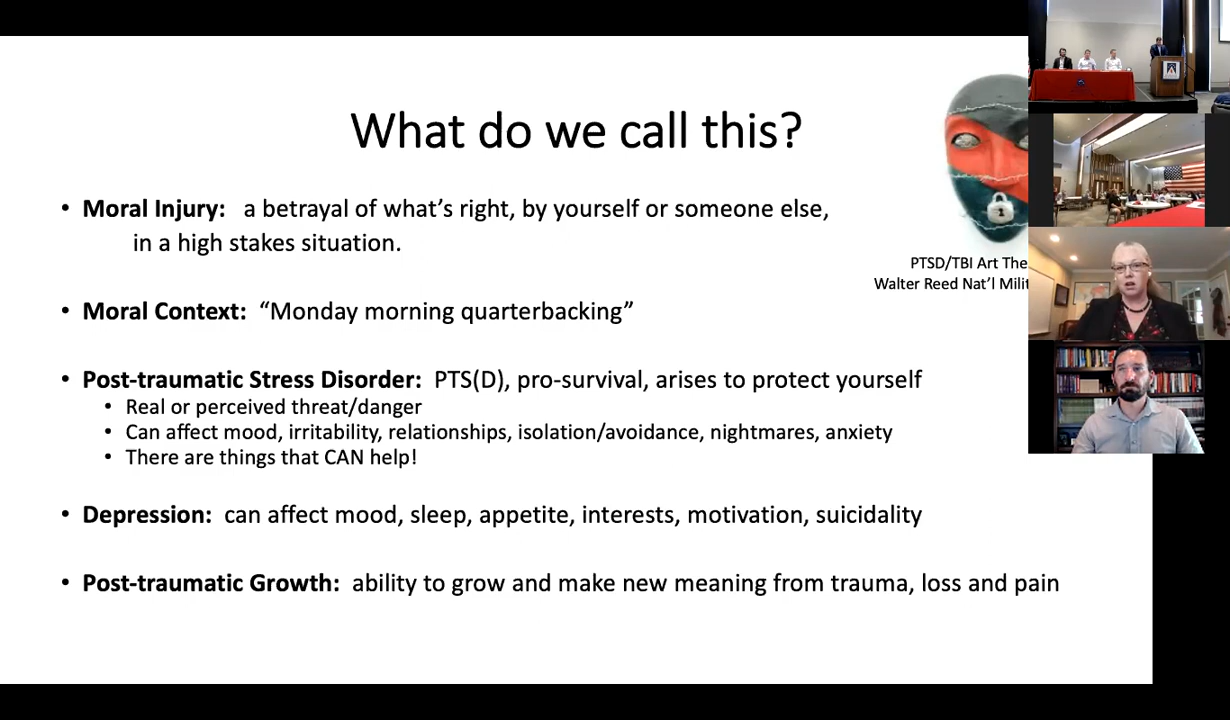 What do we call this?
• Moral Injury: a betrayal of what’s right, by yourself or someone else,
in a high stakes situation.
PTSD/TBI Art The
Walter Reed Nat’l Milit
• Moral Context: “Monday morning quarterbacking”
• Post-traumatic Stress Disorder: PTS(D), pro-survival, arises to protect yourself
• Real or perceived threat/danger
• Can affect mood, irritability, relationships, isolation/avoidance, nightmares, anxiety
• There are things that CAN help!
• Depression: can affect mood, sleep, appetite, interests, motivation, suicidality
• Post-traumatic Growth: ability to grow and make new meaning from trauma, loss and pain